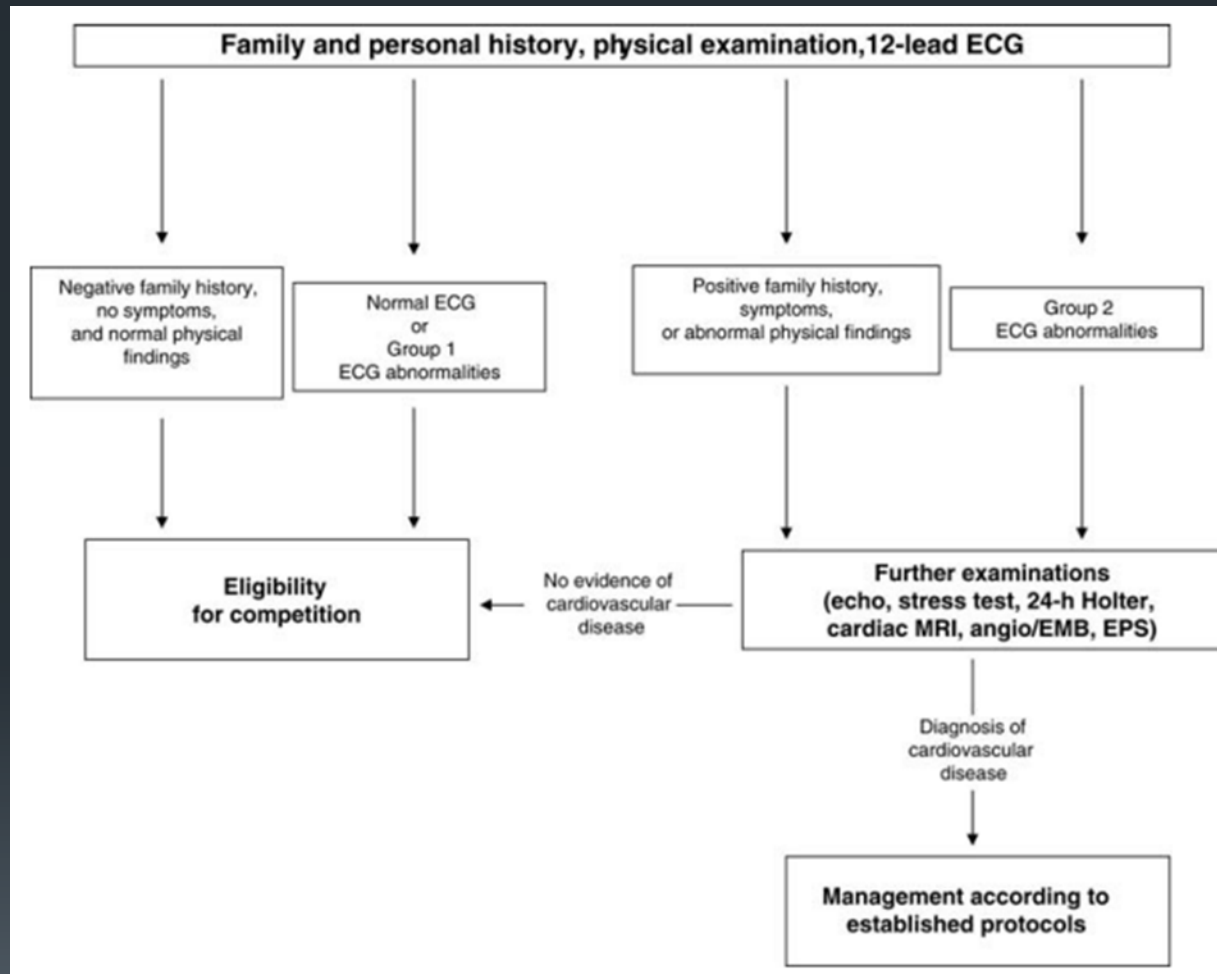 Family and personal history, physical examination,12-lead ECG
Negative family history,
no symptoms,
and normal physical
findings
Normal ECG
or
Group 1
ECG abnormalities
Positive family history,
symptoms,
or abnormal physical findings
Group 2
ECG abnormalities
Eligibility
for competition
No evidence of
cardiovascular
disease
Further examinations
(echo, stress test, 24-h Holter,
cardiac MRI, angio/EMB, EPS)
Diagnosis of
cardiovascular
disease
Management according to
established protocols